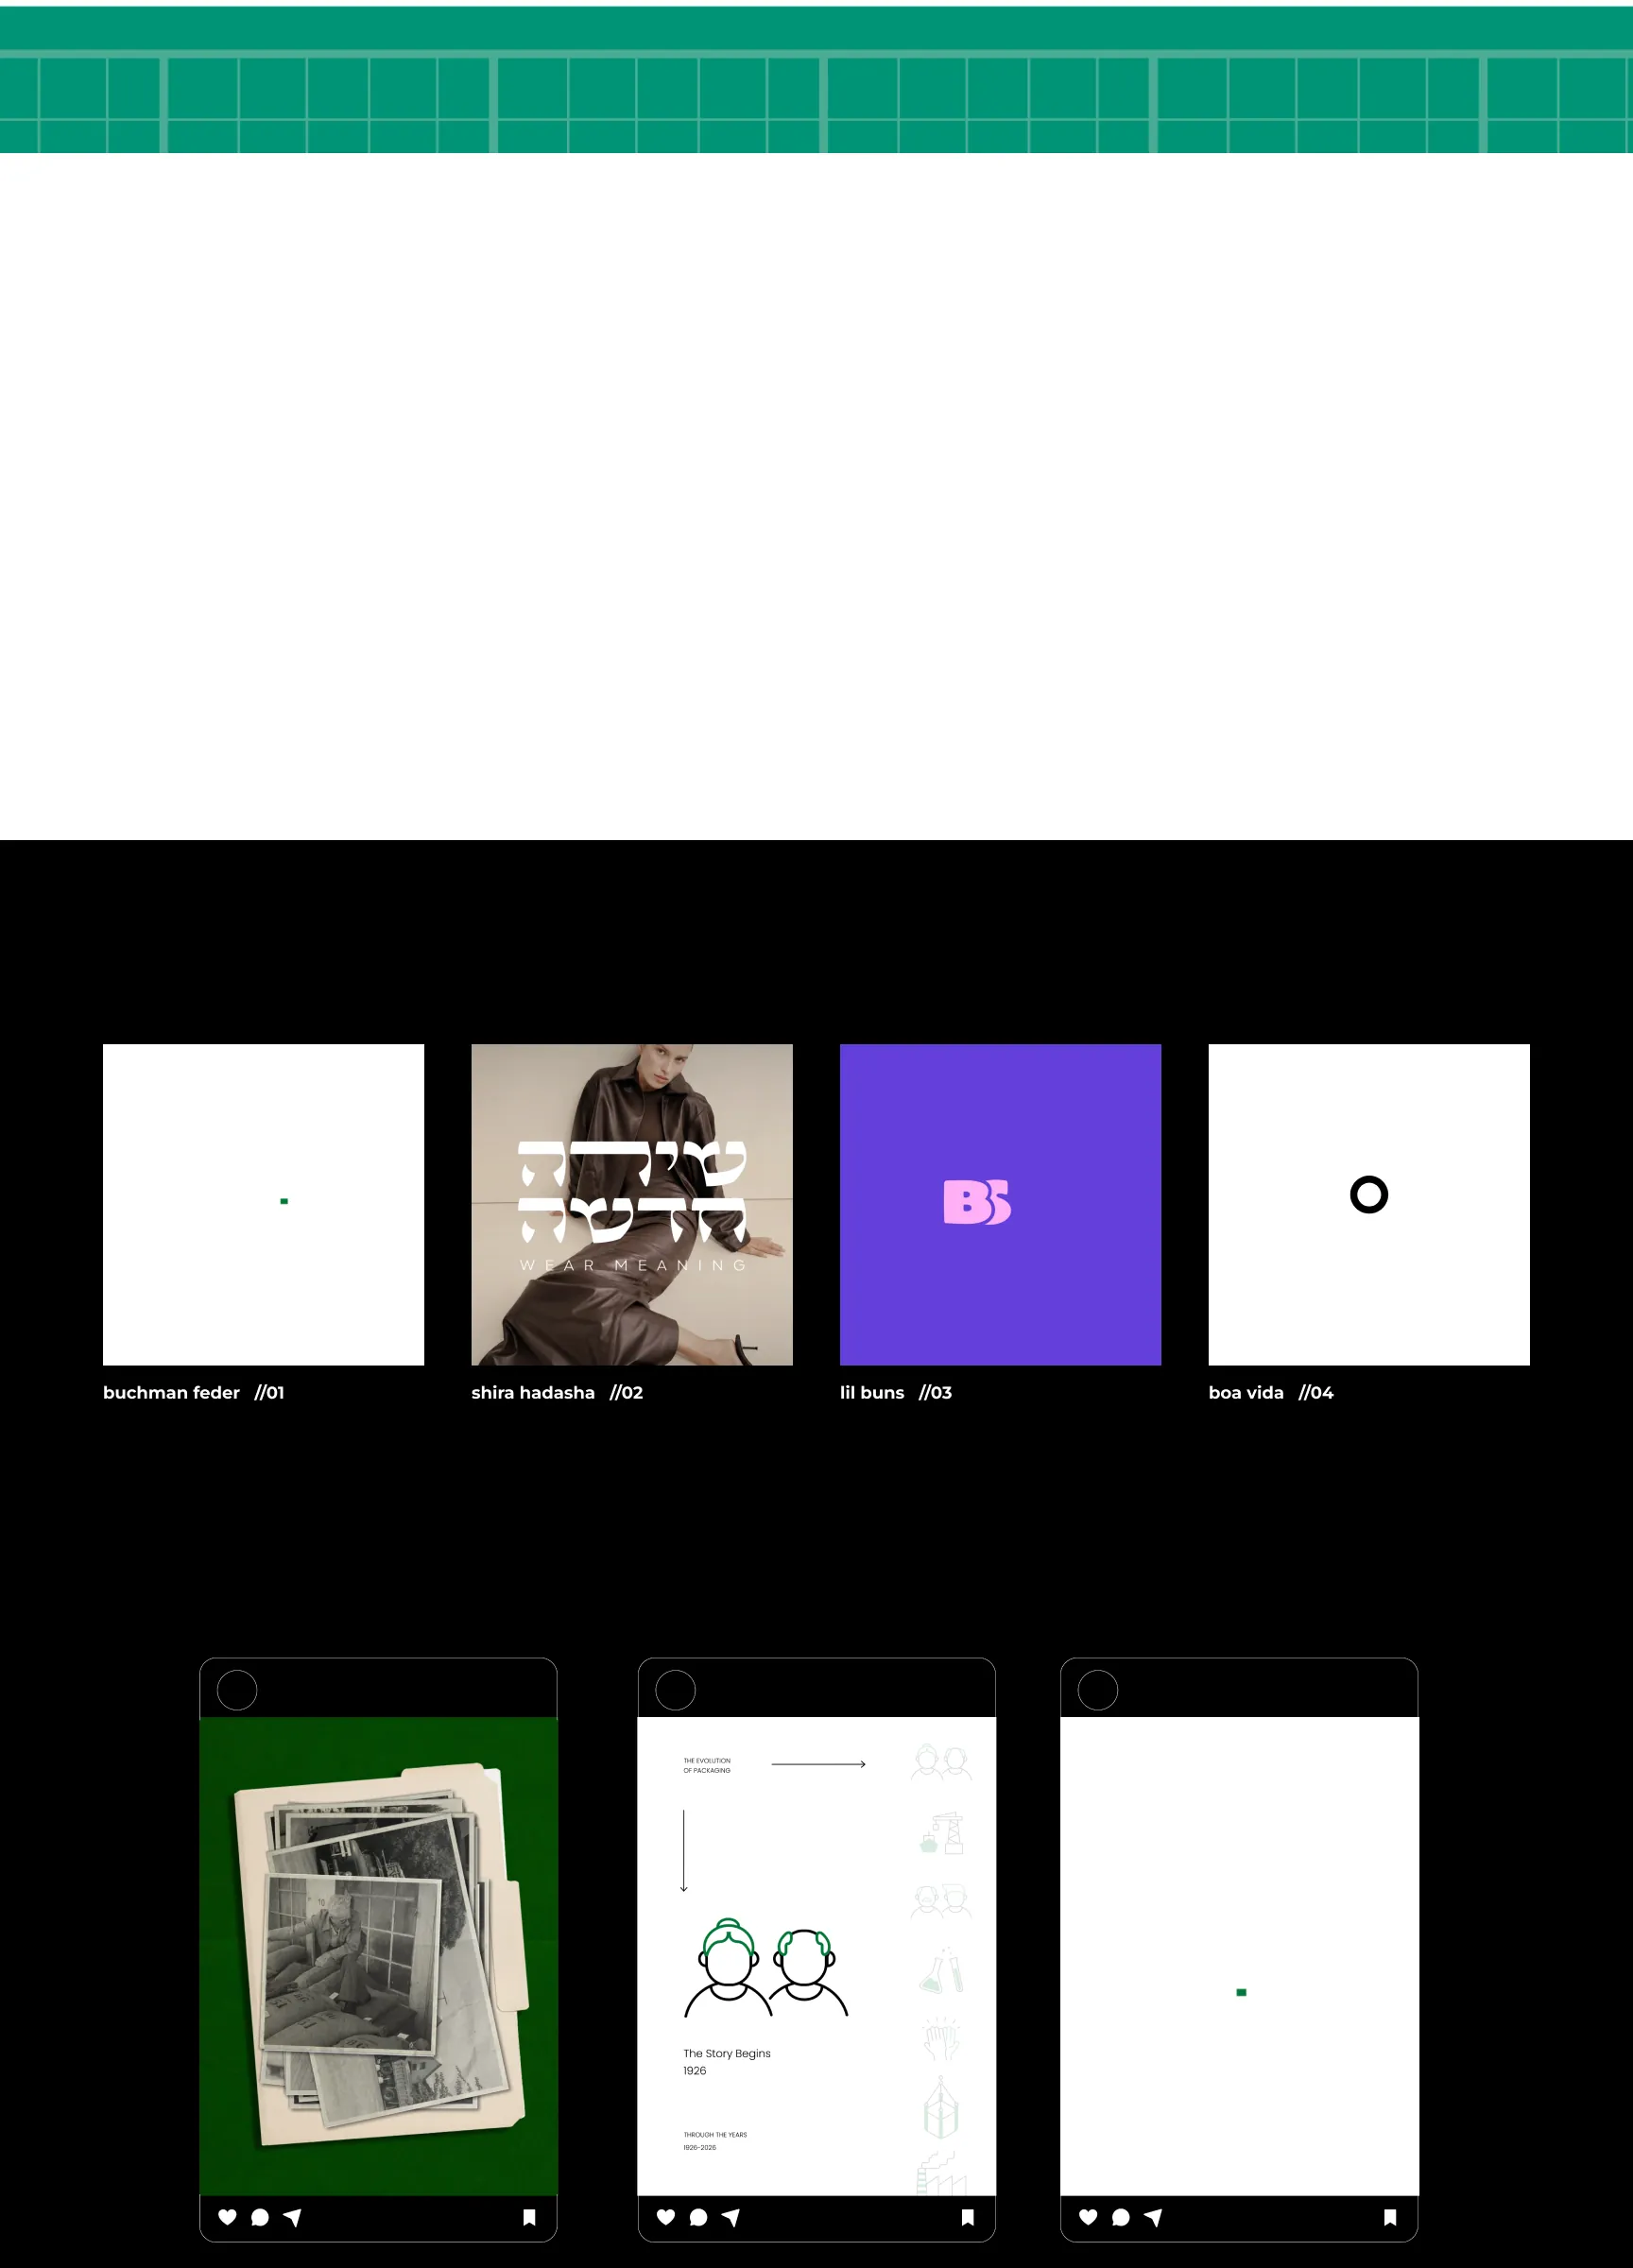 שירה
חדשה
WEAR MEANING
BS
buchman feder //01
shira hadasha //02
lil buns //03
boa vida //04
THE EVOLUTION
OF PACKAGING
The Story Begins
1926
THROUGH THE YEARS
1926-2026